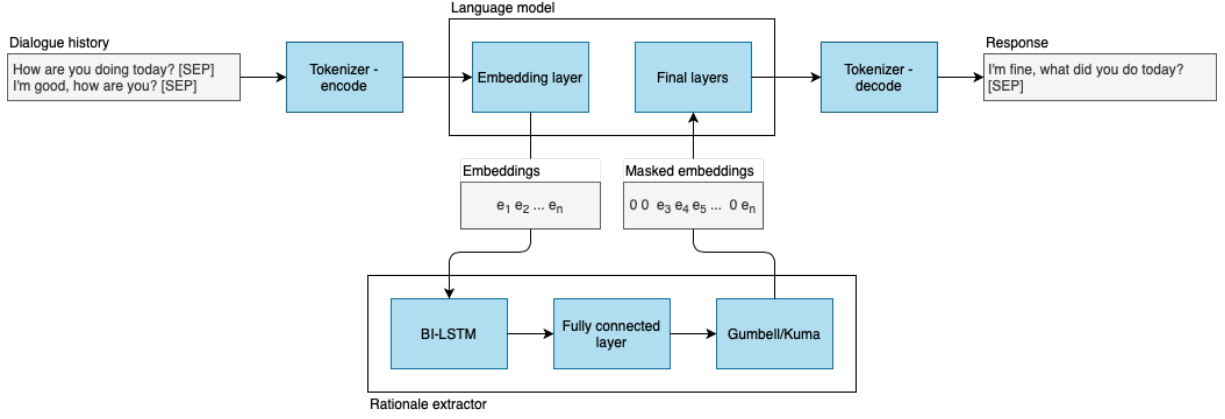 Language model
Dialogue history
How are you doing today? [SEP]
I'm good, how are you? [SEP]
Tokenizer -
encode
Embedding layer
Final layers
Tokenizer -
decode
Response
I'm fine, what did you do today?
[SEP]
Embeddings
e1 e2 ... en
Masked embeddings
0 0 e3 e4 e5 ... 0 en
BI-LSTM
Fully connected
layer
Gumbell/Kuma
Rationale extractor